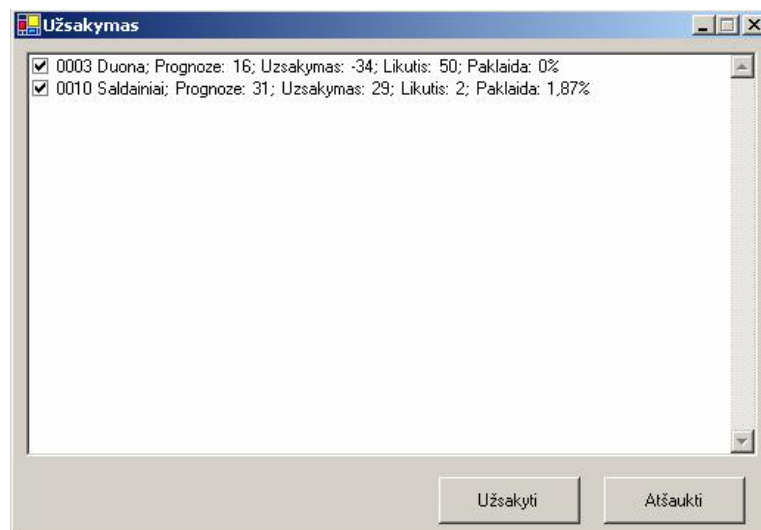 Užsakymas
0003 Duona; Prognoze: 16; Uzsakymas: -34; Likutis: 50; Paklaida: 0%
0010 Saldainiai; Prognoze: 31; Uzsakymas: 29; Likutis: 2; Paklaida: 1,87%
Užsakyti Atšaukti